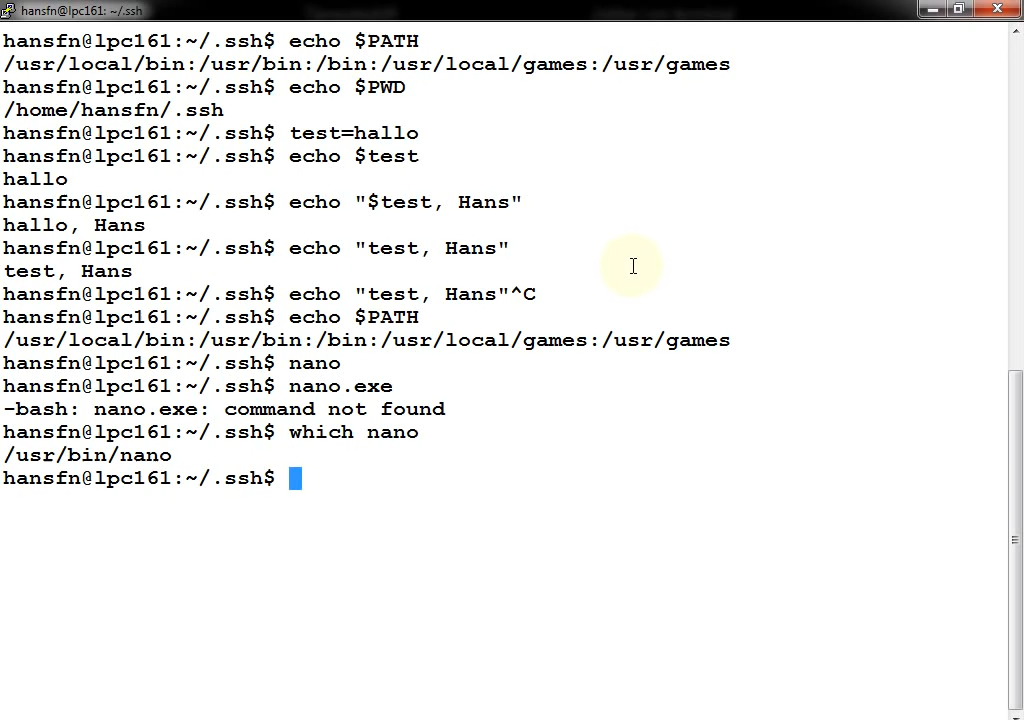 hansfn@lpc161: ~/.ssh
hansfn@lpc161:~/.ssh$ echo $PATH
/usr/local/bin:/usr/bin:/bin:/usr/local/games:/usr/games
hansfn@lpc161:~/.ssh$ echo $PWD
/home/hansfn/.ssh
hansfn@lpc161:~/.ssh$ test=hallo
hansfn@lpc161:~/.ssh$ echo $test
hallo
hansfn@lpc161:~/.ssh$ echo "$test, Hans"
hallo, Hans
hansfn@lpc161:~/.ssh$ echo "test, Hans"
test, Hans
hansfn@lpc161:~/.ssh$ echo "test, Hans"^C
hansfn@lpc161:~/.ssh$ echo $PATH
/usr/local/bin:/usr/bin:/bin:/usr/local/games:/usr/games
hansfn@lpc161:~/.ssh$ nano
hansfn@lpc161:~/.ssh$ nano.exe
-bash: nano.exe: command not found
hansfn@lpc161:~/.ssh$ which nano
/usr/bin/nano
hansfn@lpc161:~/.ssh$